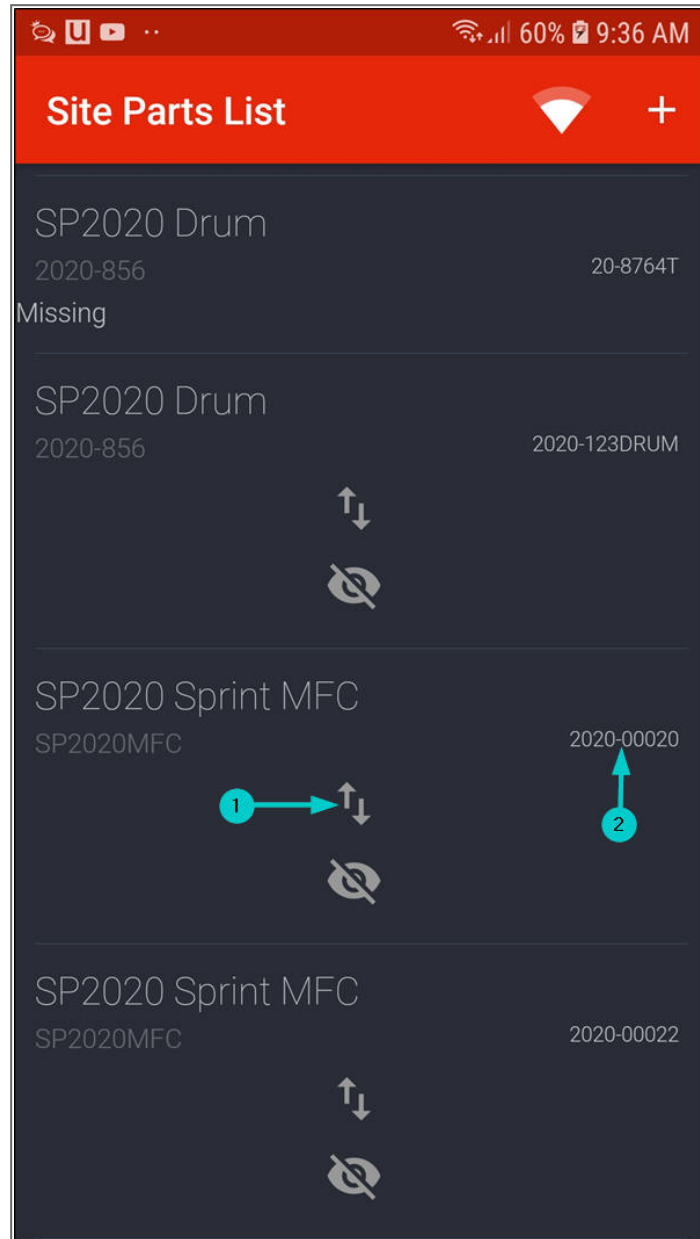 60% 9:36 AM
Site Parts List +
SP2020 Drum
2020-856 20-8764T
Missing
SP2020 Drum
2020-856 2020-123DRUM
SP2020 Sprint MFC
SP2020MFC 2020-00020
1
2
SP2020 Sprint MFC
SP2020MFC 2020-00022